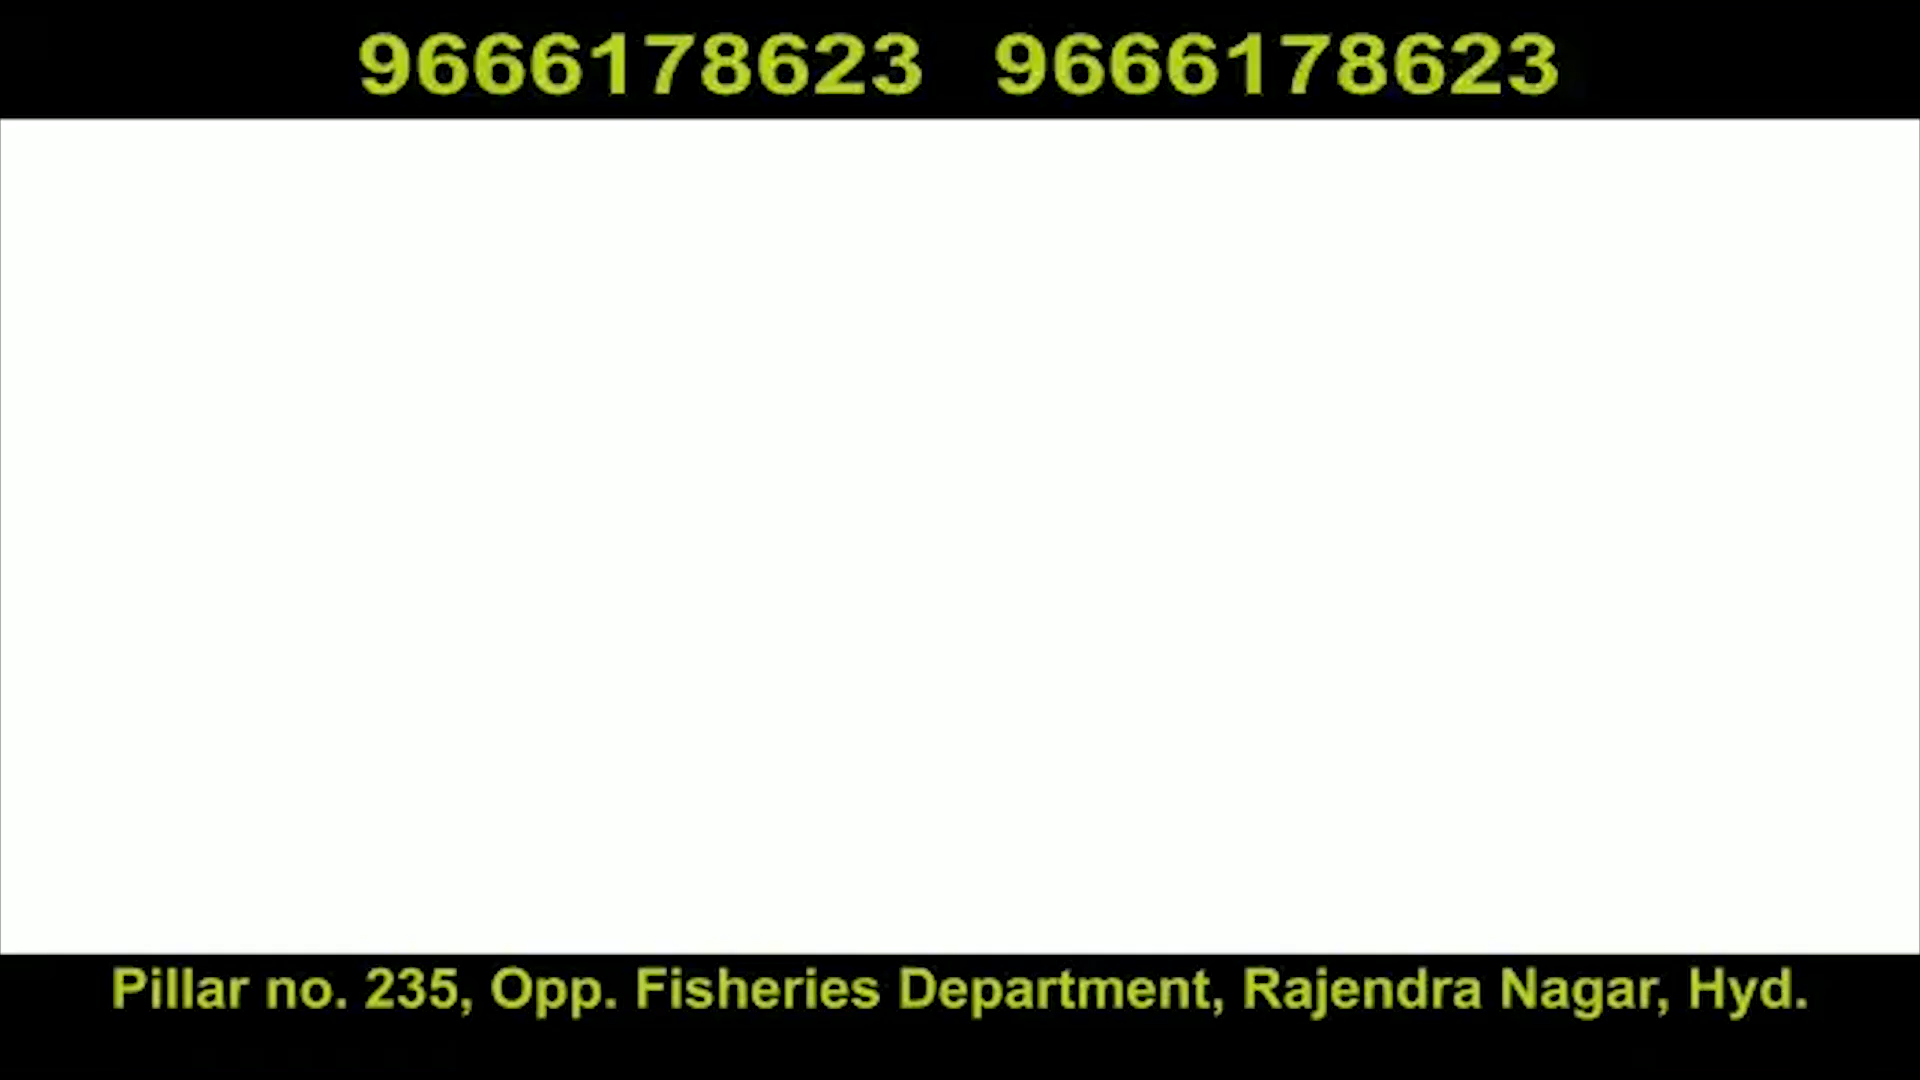 9666178623 9666178623
Pillar no. 235, Opp. Fisheries Department, Rajendra Nagar, Hyd.